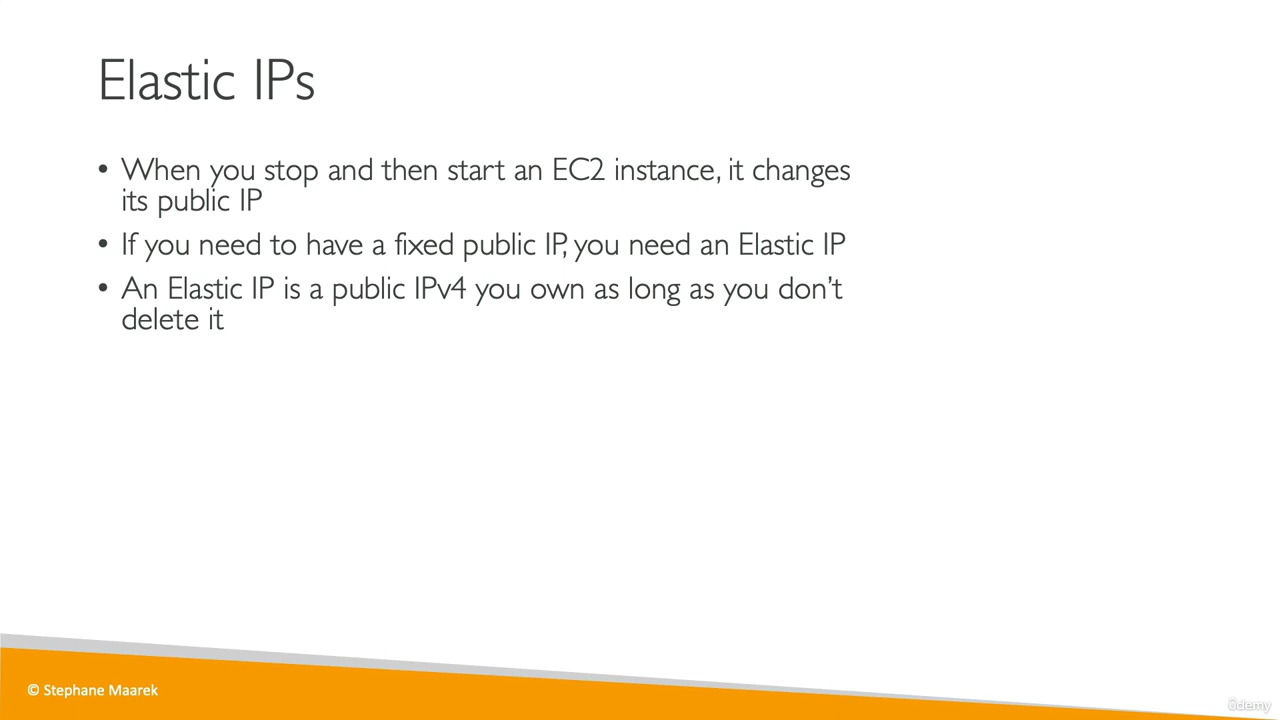 Elastic IPs
• When you stop and then start an EC2 instance, it changes
its public IP
• If you need to have a fixed public IP, you need an Elastic IP
• An Elastic IP is a public IPv4 you own as long as you don’t
delete it
© Stephane Maarek
ûdemy